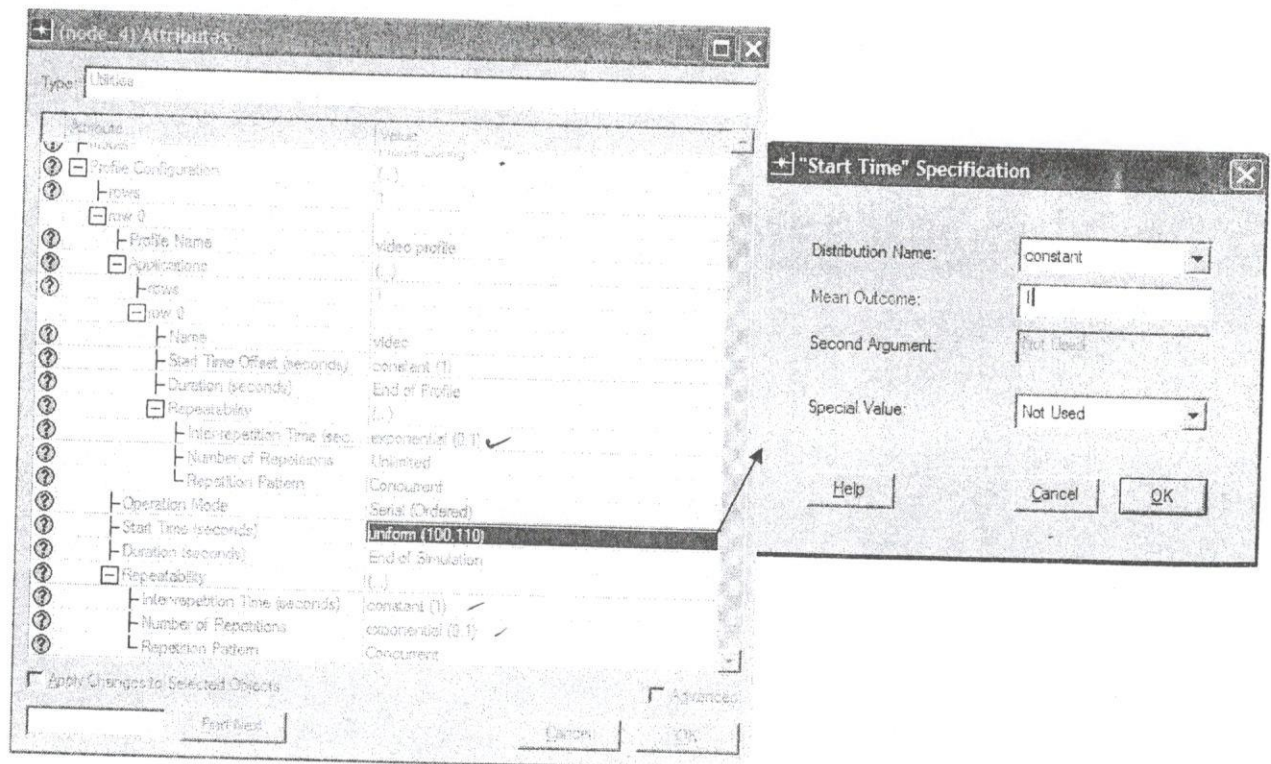 (node_4) Attributes
Type: Utilities
Attribute Value
model Profile Config
Profile Configuration (...)
rows 1
row 0
Profile Name video profile
Applications (...)
rows 1
row 0
Name video
Start Time Offset (seconds) constant (1)
Duration (seconds) End of Profile
Repeatability (...)
Inter-repetition Time (sec... exponential (0.1)
Number of Repetitions Unlimited
Repetition Pattern Concurrent
Operation Mode Serial (Ordered)
Start Time (seconds) uniform (100,110)
Duration (seconds) End of Simulation
Repeatability (...)
Inter-repetition Time (seconds) constant (1)
Number of Repetitions exponential (0.1)
Repetition Pattern Concurrent
Apply Changes to Selected Objects Advanced
Find Next Cancel OK
"Start Time" Specification
Distribution Name: constant
Mean Outcome: 1
Second Argument: Not Used
Special Value: Not Used
Help Cancel OK